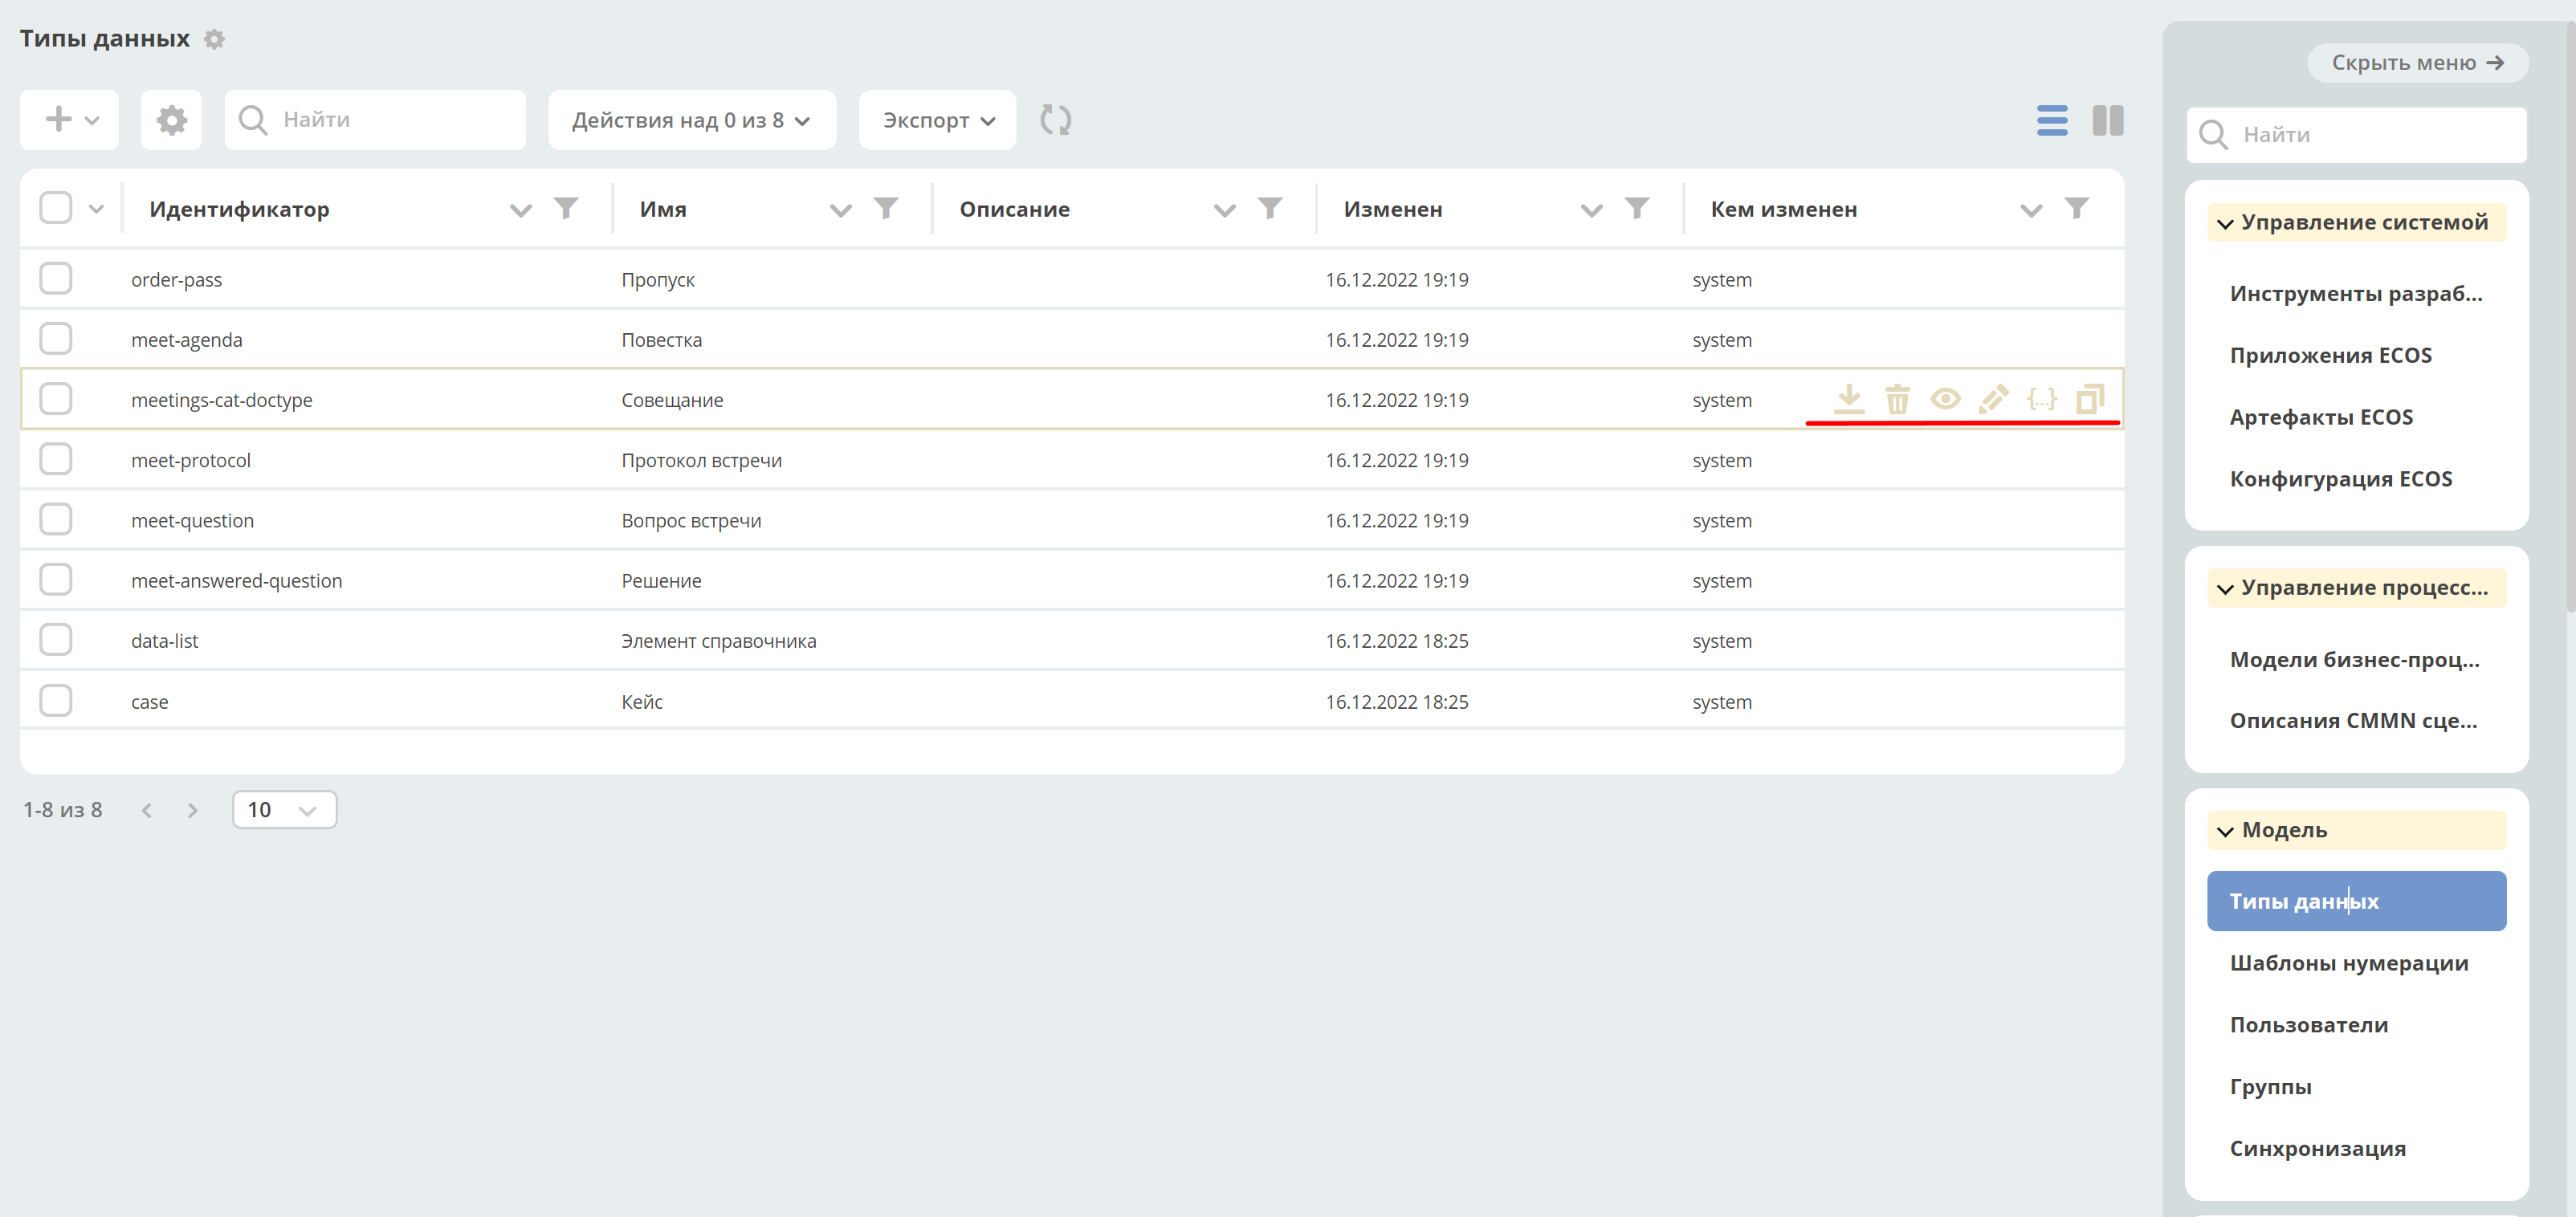 Типы данных
Найти
Действия над 0 из 8
Экспорт
Идентификатор Имя Описание Изменен Кем изменен
order-pass Пропуск 16.12.2022 19:19 system
meet-agenda Повестка 16.12.2022 19:19 system
meetings-cat-doctype Совещание 16.12.2022 19:19 system {...}
meet-protocol Протокол встречи 16.12.2022 19:19 system
meet-question Вопрос встречи 16.12.2022 19:19 system
meet-answered-question Решение 16.12.2022 19:19 system
data-list Элемент справочника 16.12.2022 18:25 system
case Кейс 16.12.2022 18:25 system
1-8 из 8
10
Скрыть меню →
Найти
Управление системой
Инструменты разраб...
Приложения ECOS
Артефакты ECOS
Конфигурация ECOS
Управление процесс...
Модели бизнес-проц...
Описания CMMN сце...
Модель
Типы данных
Шаблоны нумерации
Пользователи
Группы
Синхронизация